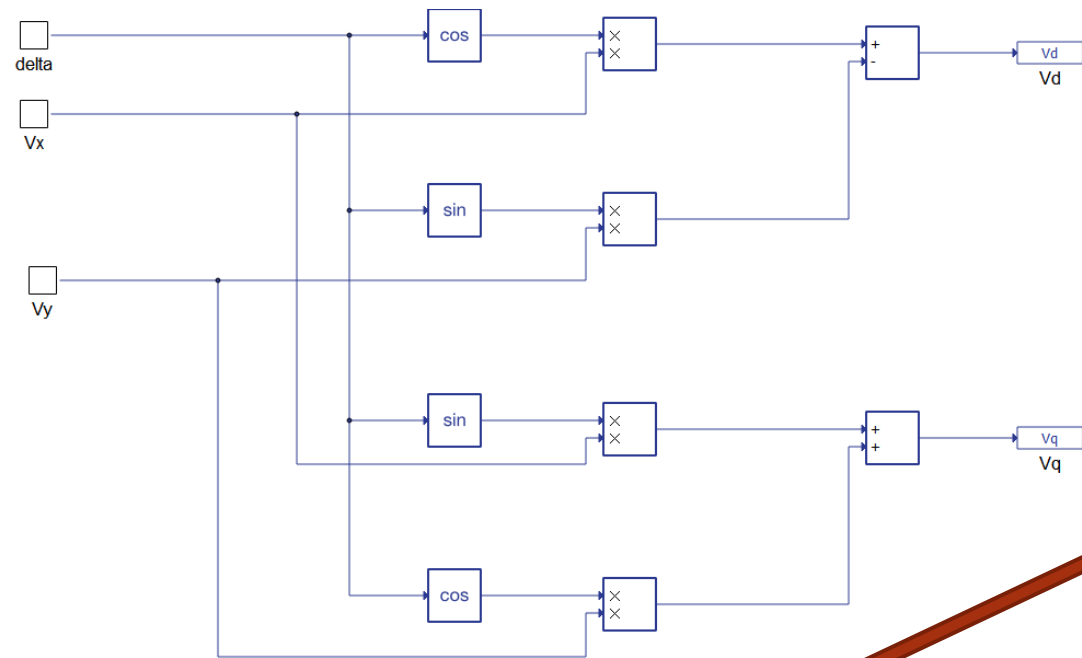 cos
×
×
+
-
Vd
delta
Vd
Vx
sin
×
×
Vy
sin
×
×
+
+
Vq
Vq
cos
×
×